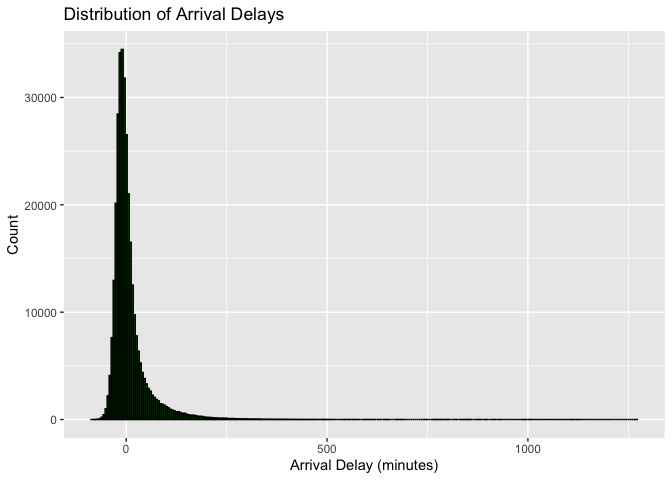 Distribution of Arrival Delays
30000
20000
10000
0
Count
0 500 1000
Arrival Delay (minutes)